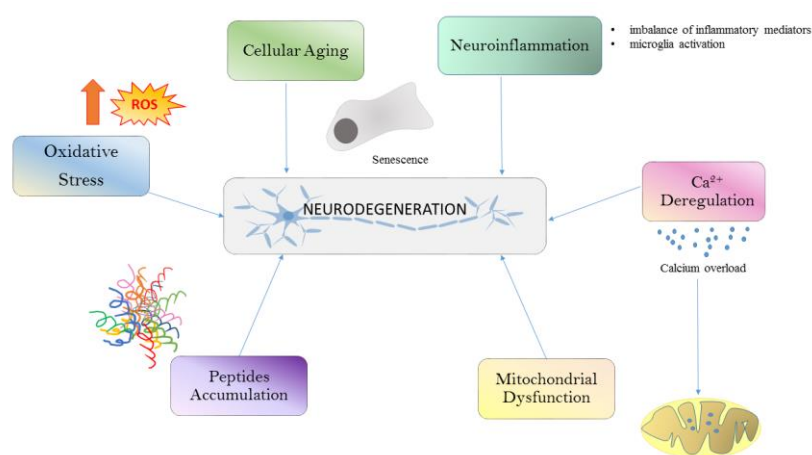 Cellular Aging
Neuroinflammation
• imbalance of inflammatory mediators
• microglia activation
ROS
Oxidative
Stress
Senescence
NEURODEGENERATION
Ca²⁺
Deregulation
Calcium overload
Peptides
Accumulation
Mitochondrial
Dysfunction